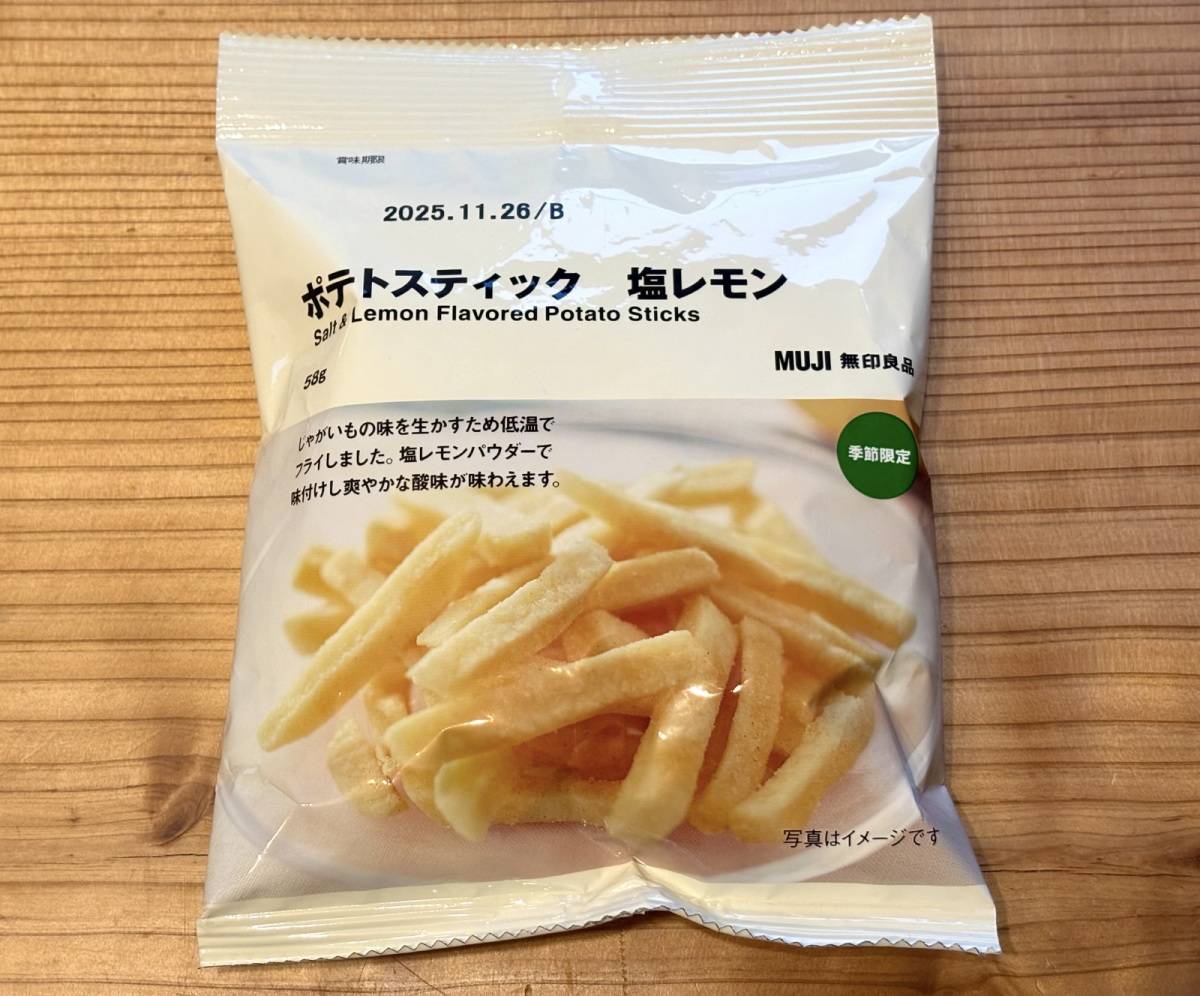 賞味期限
2025.11.26/B
ポテトスティック 塩レモン
Salt & Lemon Flavored Potato Sticks
58g
MUJI 無印良品
じゃがいもの味を生かすため低温で
フライしました。塩レモンパウダーで
味付けし爽やかな酸味が味わえます。
季節限定
写真はイメージです